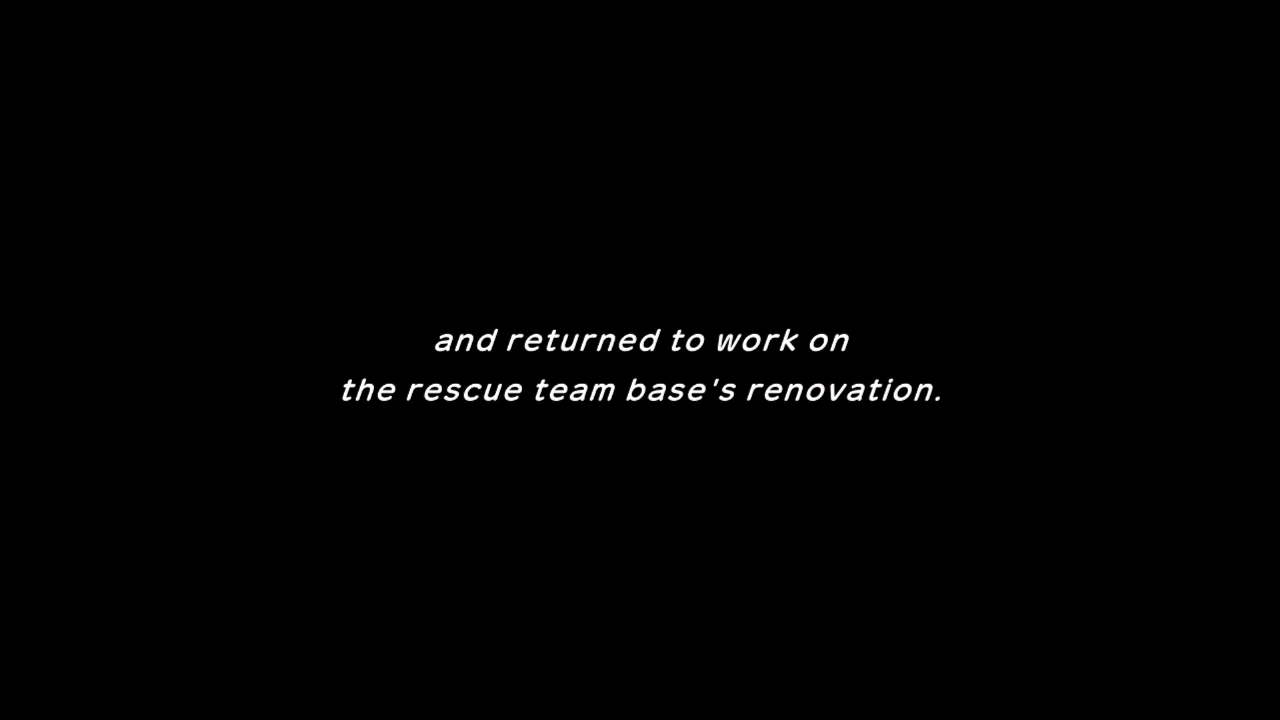 and returned to work on
the rescue team base's renovation.